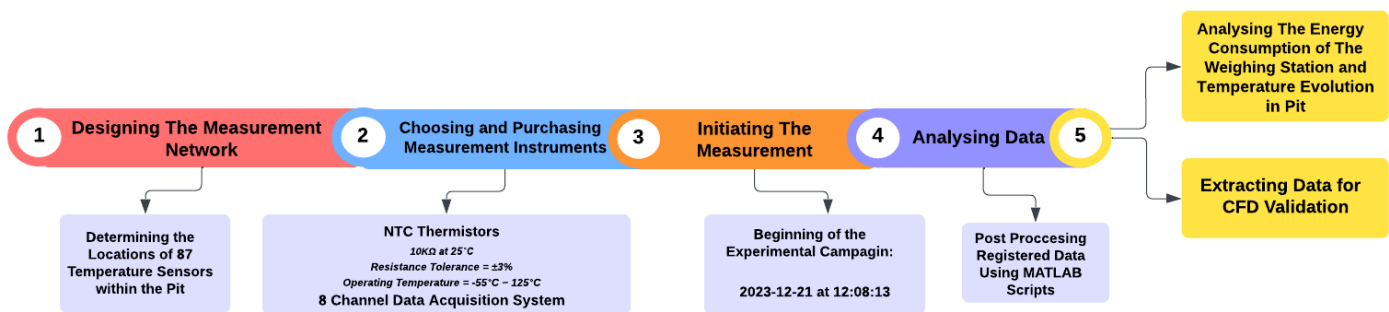 1
Designing The Measurement
Network
2
Choosing and Purchasing
Measurement Instruments
3
Initiating The
Measurement
4
Analysing Data
5
Analysing The Energy
Consumption of The
Weighing Station and
Temperature Evolution
in Pit
Extracting Data for
CFD Validation
Determining the
Locations of 87
Temperature Sensors
within the Pit
NTC Thermistors
10KΩ at 25°C
Resistance Tolerance = ±3%
Operating Temperature = -55°C – 125°C
8 Channel Data Acquisition System
Beginning of the
Experimental Campagin:
2023-12-21 at 12:08:13
Post Proccesing
Registered Data
Using MATLAB
Scripts